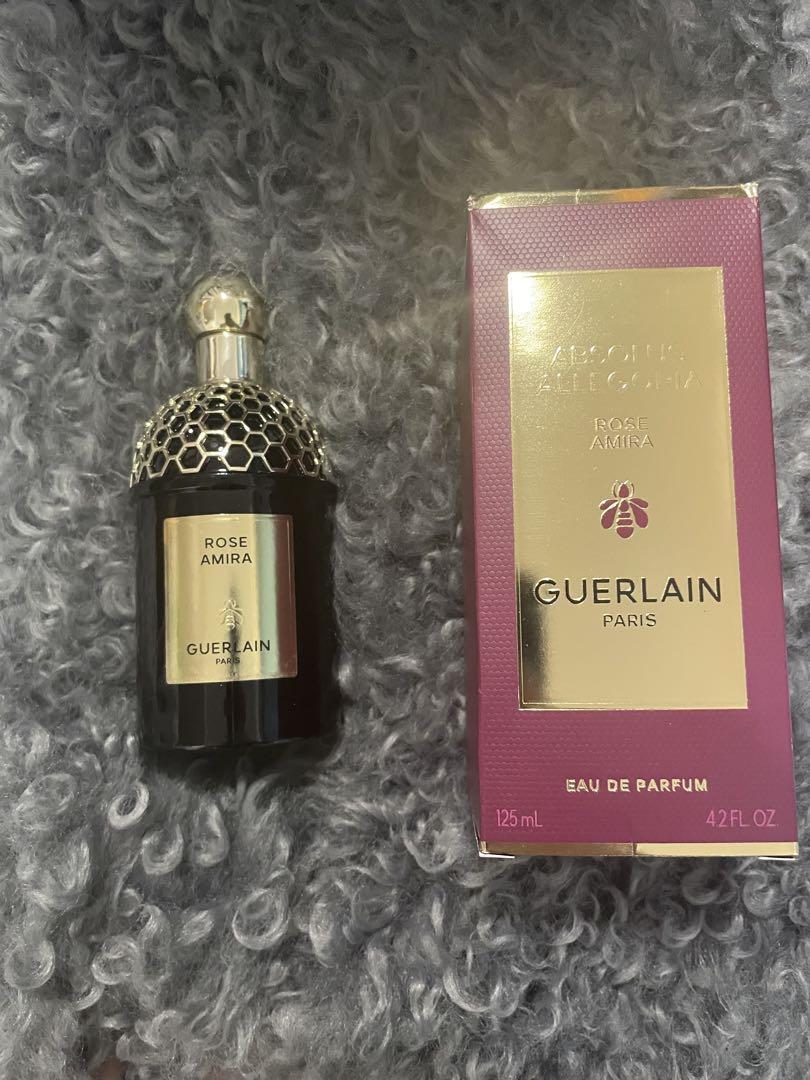 ROSE
AMIRA
GUERLAIN
PARIS
ABSOLUS
ALLEGORIA
ROSE
AMIRA
GUERLAIN
PARIS
EAU DE PARFUM
125 mL
4.2 FL. OZ.